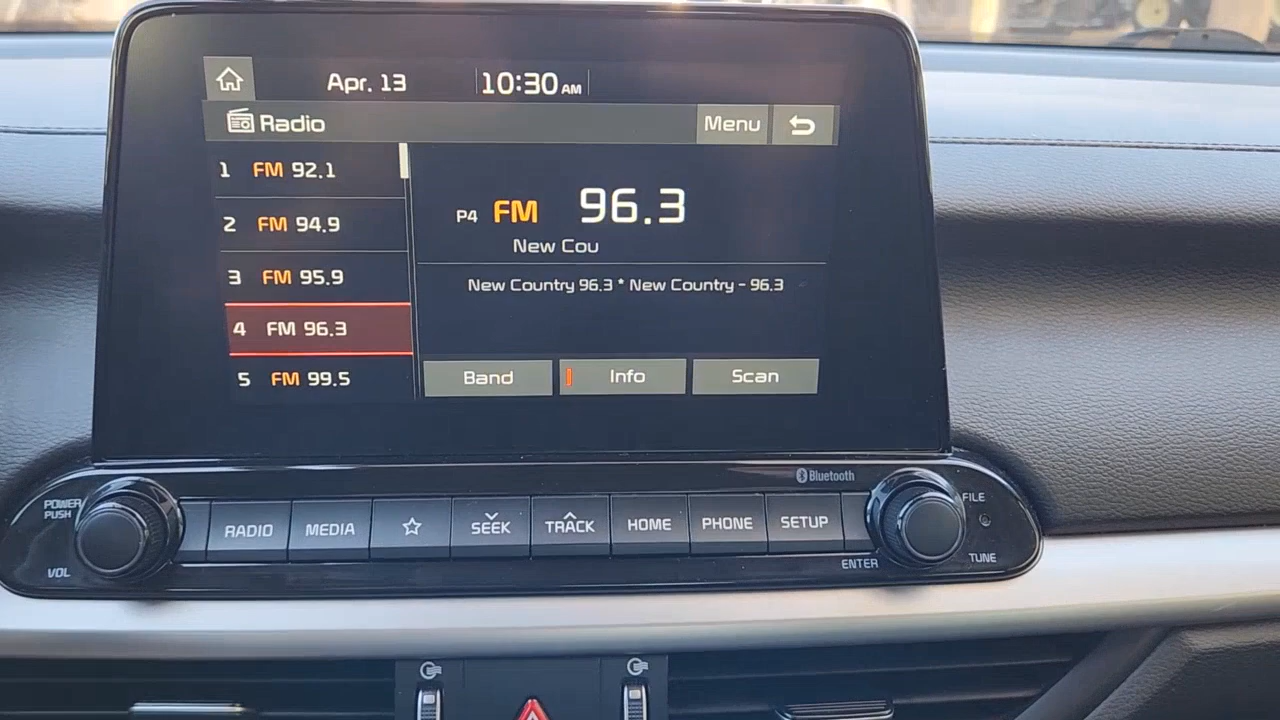 Apr. 13 10:30 AM
Radio Menu
1 FM 92.1
2 FM 94.9
3 FM 95.9
4 FM 96.3
5 FM 99.5
P4 FM 96.3
New Cou
New Country 96.3 * New Country - 96.3
Band Info Scan
Bluetooth
POWER
PUSH
VOL
RADIO MEDIA SEEK TRACK HOME PHONE SETUP
FILE
TUNE
ENTER